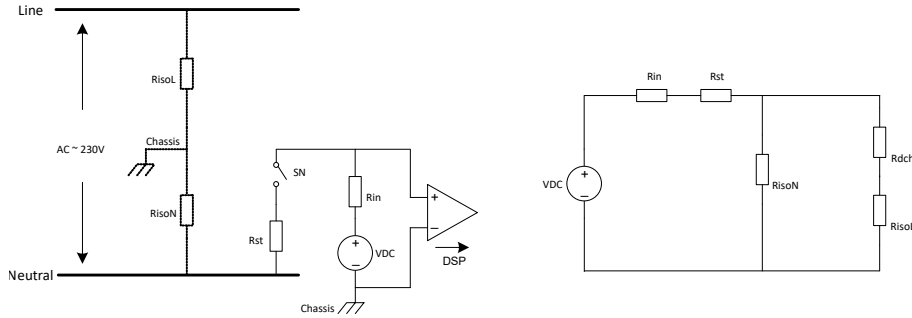 Line
RisoL
Chassis
AC ~ 230V
RisoN
SN
Rst
Rin
+
−
VDC
+
−
DSP
Neutral
Chassis
Rin
Rst
VDC
+
−
RisoN
Rdch
RisoL